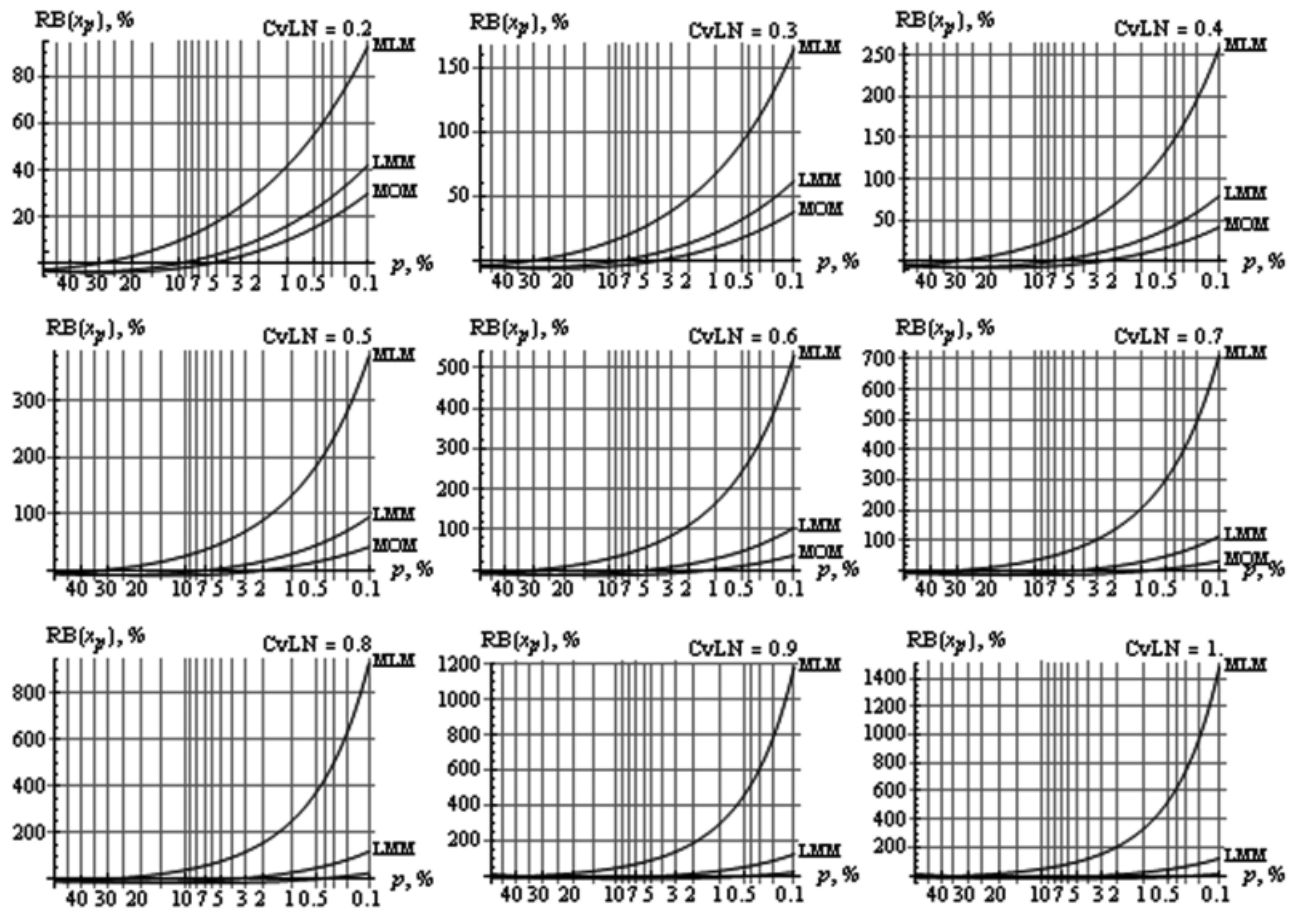 RB(xp), % CvLN = 0.2
MLM
80
60
40
LMM
MOM
20
p, %
40 30 20 10 7 5 3 2 1 0.5 0.1
RB(xp), % CvLN = 0.3
MLM
150
100
50
LMM
MOM
p, %
40 30 20 10 7 5 3 2 1 0.5 0.1
RB(xp), % CvLN = 0.4
250
MLM
200
150
100
LMM
50
MOM
p, %
40 30 20 10 7 5 3 2 1 0.5 0.1
RB(xp), % CvLN = 0.5
MLM
300
200
100
LMM
MOM
p, %
40 30 20 10 7 5 3 2 1 0.5 0.1
RB(xp), % CvLN = 0.6
MLM
500
400
300
200
100
LMM
MOM
p, %
40 30 20 10 7 5 3 2 1 0.5 0.1
RB(xp), % CvLN = 0.7
700
MLM
600
500
400
300
200
100
LMM
MOM
p, %
40 30 20 10 7 5 3 2 1 0.5 0.1
RB(xp), % CvLN = 0.8
MLM
800
600
400
200
LMM
p, %
40 30 20 10 7 5 3 2 1 0.5 0.1
RB(xp), % CvLN = 0.9
1200
MLM
1000
800
600
400
200
LMM
p, %
40 30 20 10 7 5 3 2 1 0.5 0.1
RB(xp), % CvLN = 1.
MLM
1400
1200
1000
800
600
400
200
LMM
p, %
40 30 20 10 7 5 3 2 1 0.5 0.1